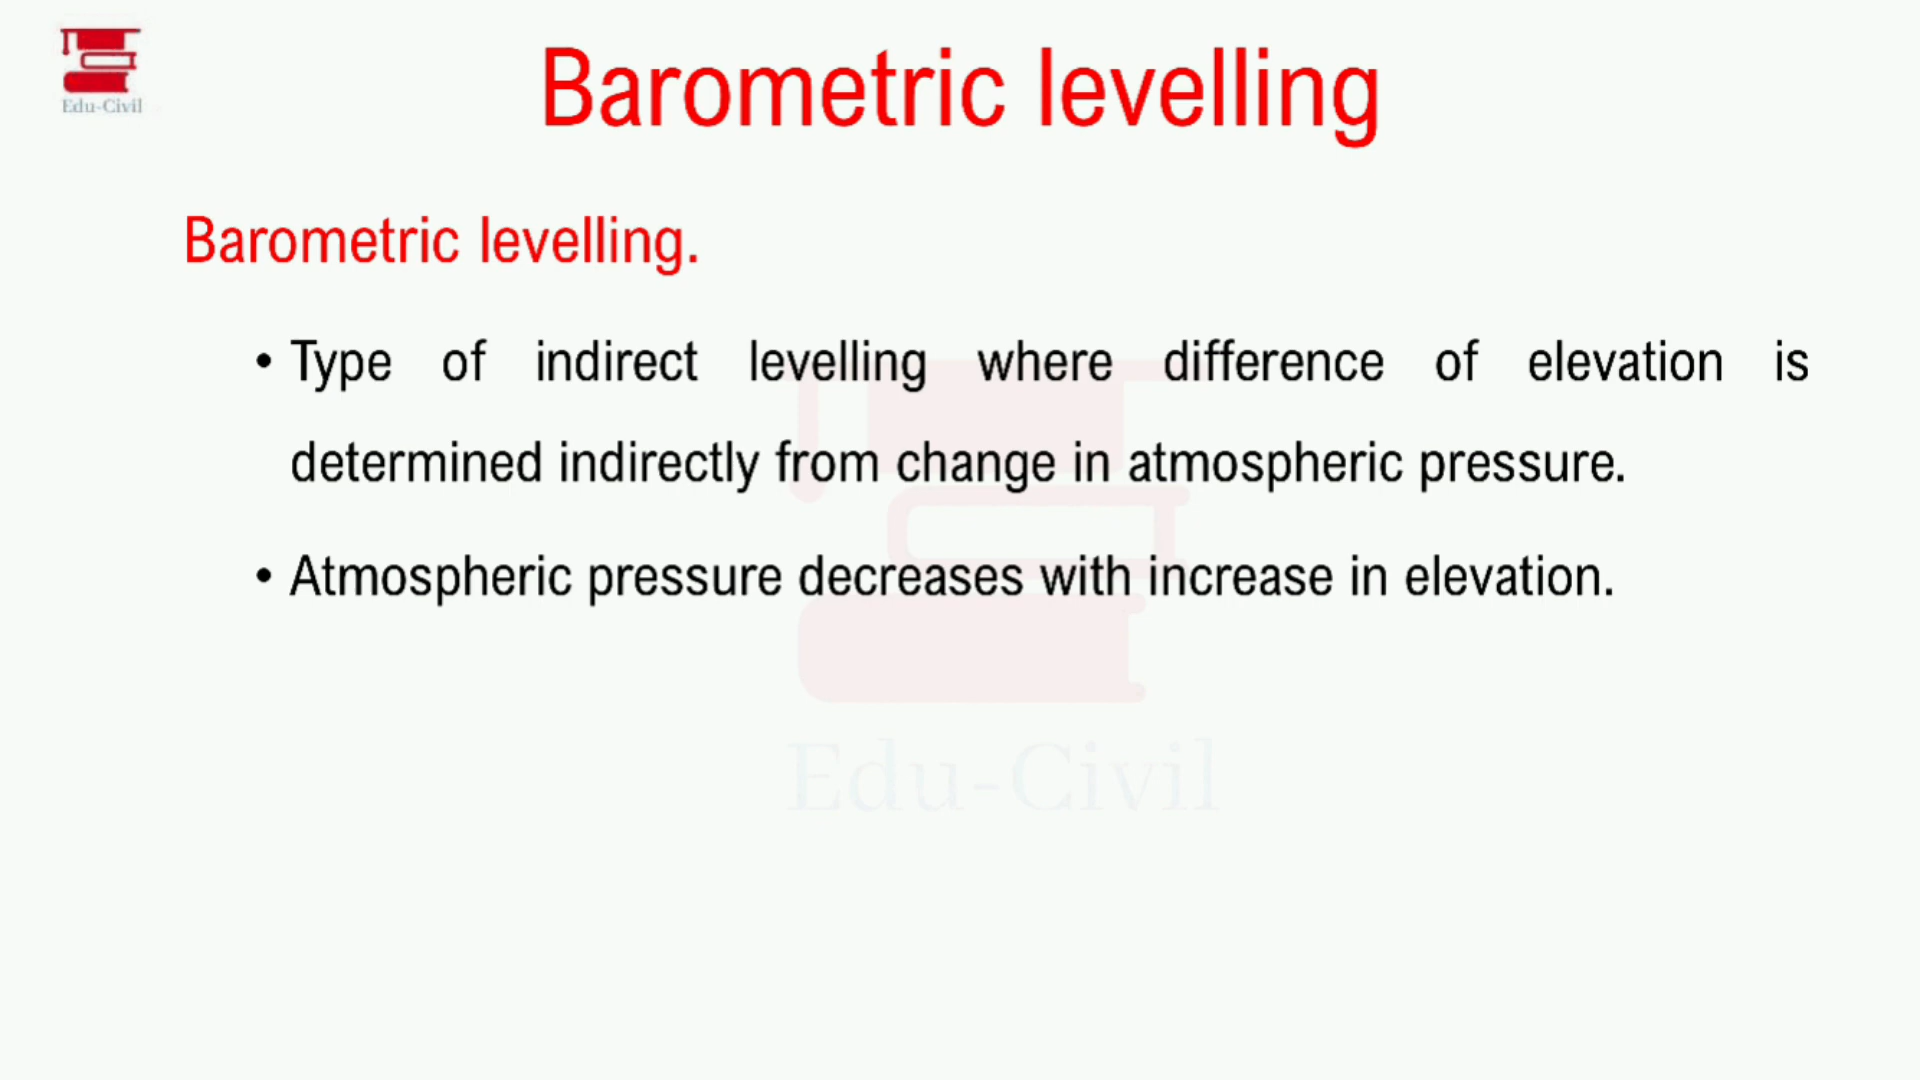 Edu-Civil
Barometric levelling
Barometric levelling.
• Type of indirect levelling where difference of elevation is
determined indirectly from change in atmospheric pressure.
• Atmospheric pressure decreases with increase in elevation.
Edu-Civil